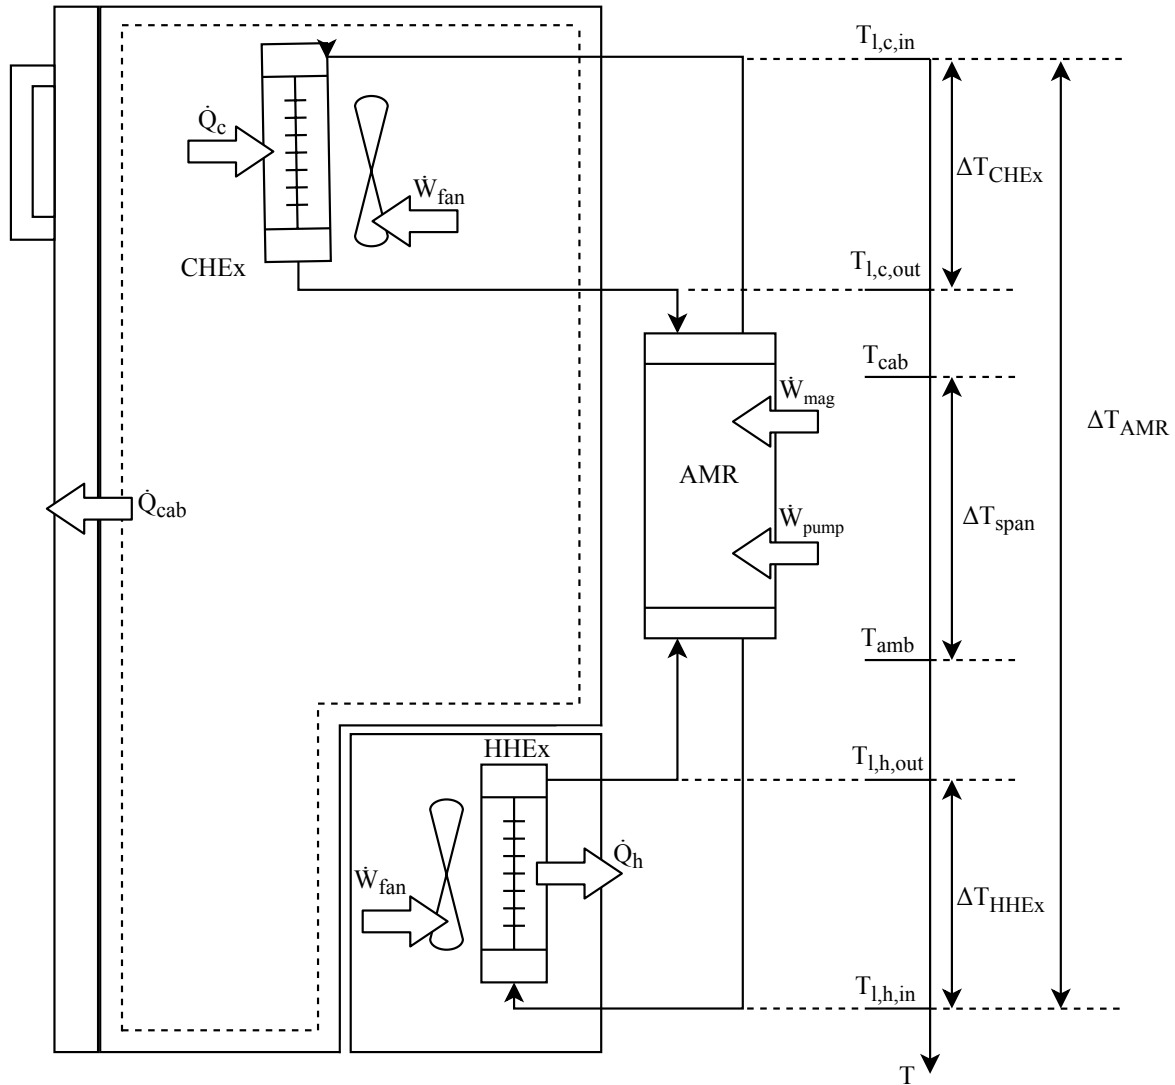 T_l,c,in
Q̇_c
ΔT_CHEx
Ẇ_fan
CHEx
T_l,c,out
T_cab
Ẇ_mag
ΔT_AMR
AMR
Q̇_cab
Ẇ_pump
ΔT_span
T_amb
HHEx
T_l,h,out
Q̇_h
Ẇ_fan
ΔT_HHEx
T_l,h,in
T